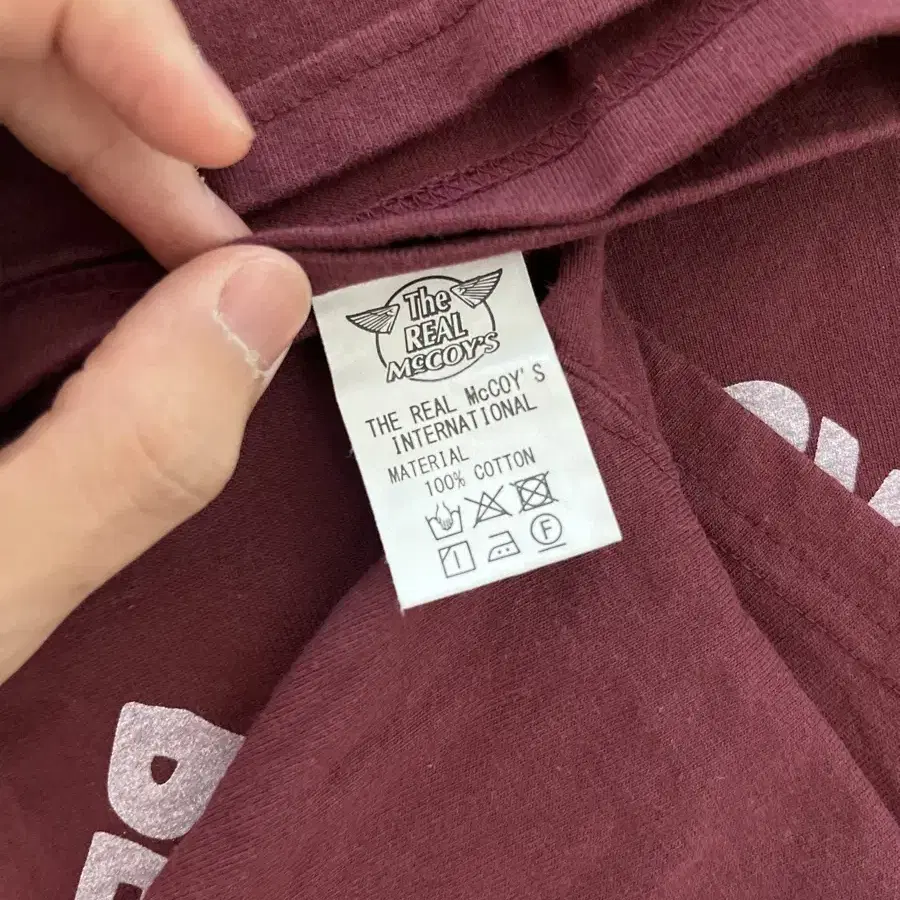 The
REAL
McCOY'S
THE REAL McCOY'S
INTERNATIONAL
MATERIAL
100% COTTON
F